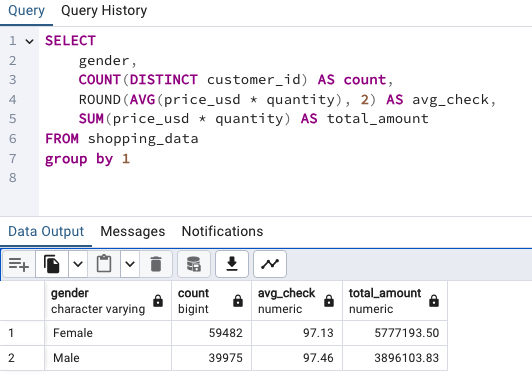 Query Query History
1 SELECT
2 gender,
3 COUNT(DISTINCT customer_id) AS count,
4 ROUND(AVG(price_usd * quantity), 2) AS avg_check,
5 SUM(price_usd * quantity) AS total_amount
6 FROM shopping_data
7 group by 1
8
Data Output Messages Notifications
gender count avg_check total_amount
character varying bigint numeric numeric
1 Female 59482 97.13 5777193.50
2 Male 39975 97.46 3896103.83